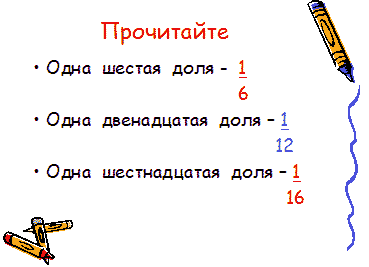 Прочитайте
• Одна шестая доля – 1
6
• Одна двенадцатая доля – 1
12
• Одна шестнадцатая доля – 1
16